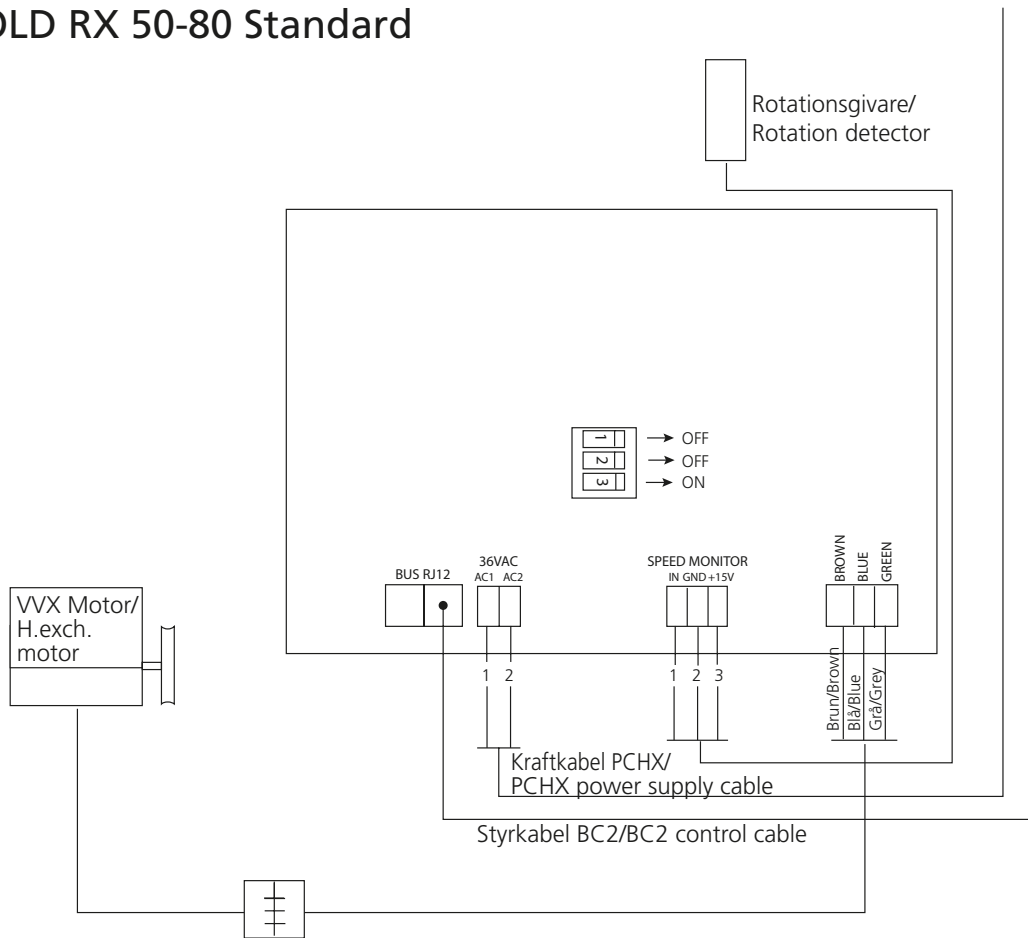 OLD RX 50-80 Standard
Rotationsgivare/
Rotation detector
1 OFF
2 OFF
3 ON
BUS RJ12
36VAC
AC1 AC2
SPEED MONITOR
IN GND +15V
BROWN
BLUE
GREEN
VVX Motor/
H.exch.
motor
1 2
1 2 3
Brun/Brown
Blå/Blue
Grå/Grey
Kraftkabel PCHX/
PCHX power supply cable
Styrkabel BC2/BC2 control cable